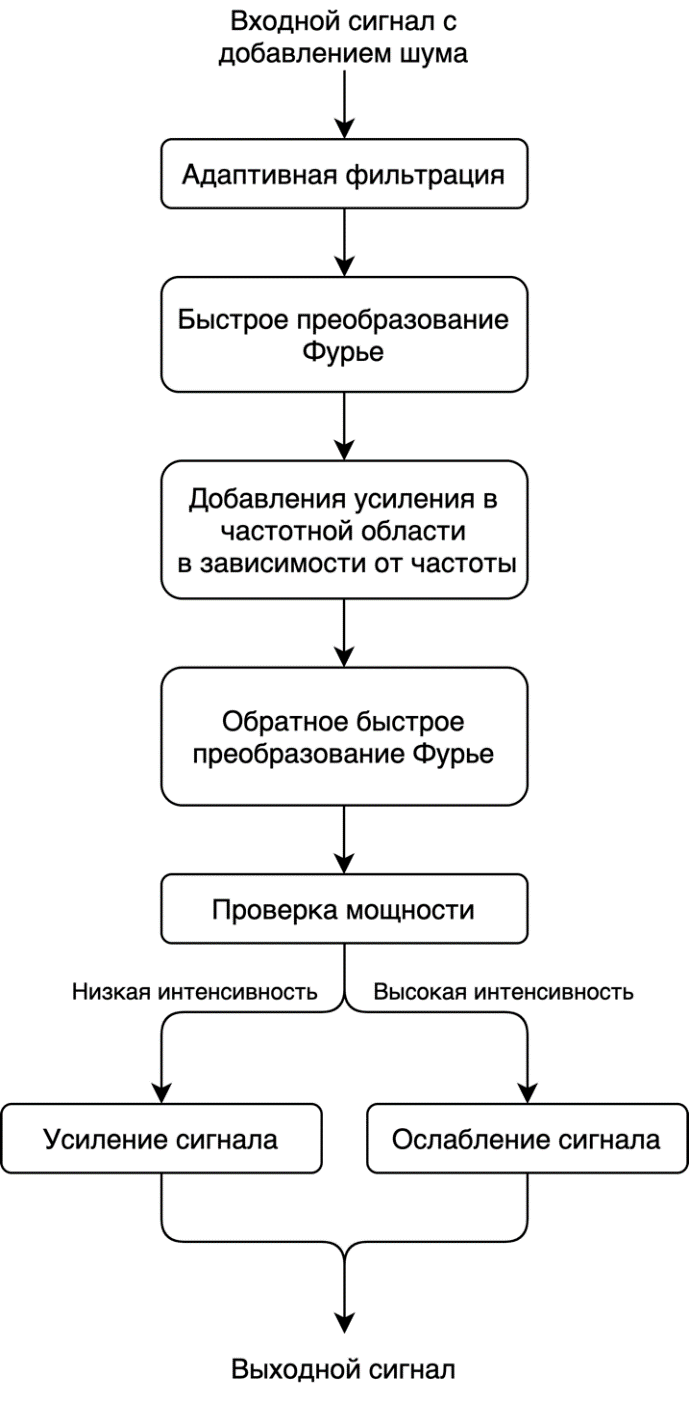 Входной сигнал с
добавлением шума
Адаптивная фильтрация
Быстрое преобразование
Фурье
Добавления усиления в
частотной области
в зависимости от частоты
Обратное быстрое
преобразование Фурье
Проверка мощности
Низкая интенсивность
Высокая интенсивность
Усиление сигнала
Ослабление сигнала
Выходной сигнал